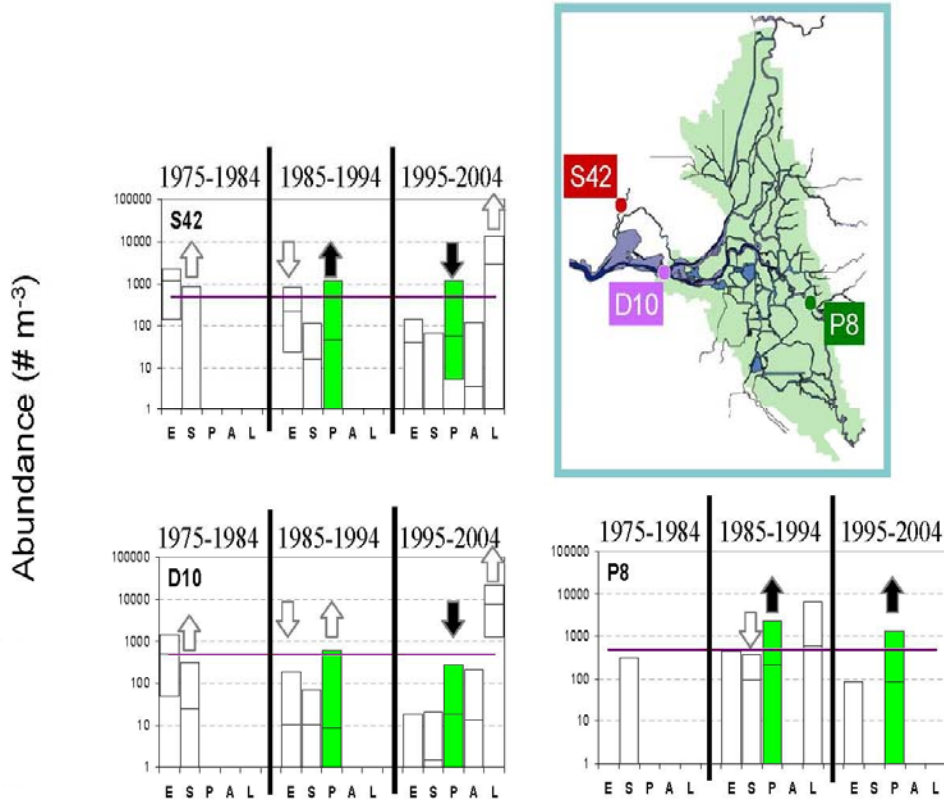 Abundance (# m⁻³)
1975-1984 1985-1994 1995-2004
S42
100000
10000
1000
100
10
1
E S P A L E S P A L E S P A L
S42
D10
P8
1975-1984 1985-1994 1995-2004
D10
100000
10000
1000
100
10
1
E S P A L E S P A L E S P A L
1975-1984 1985-1994 1995-2004
P8
100000
10000
1000
100
10
1
E S P A L E S P A L E S P A L